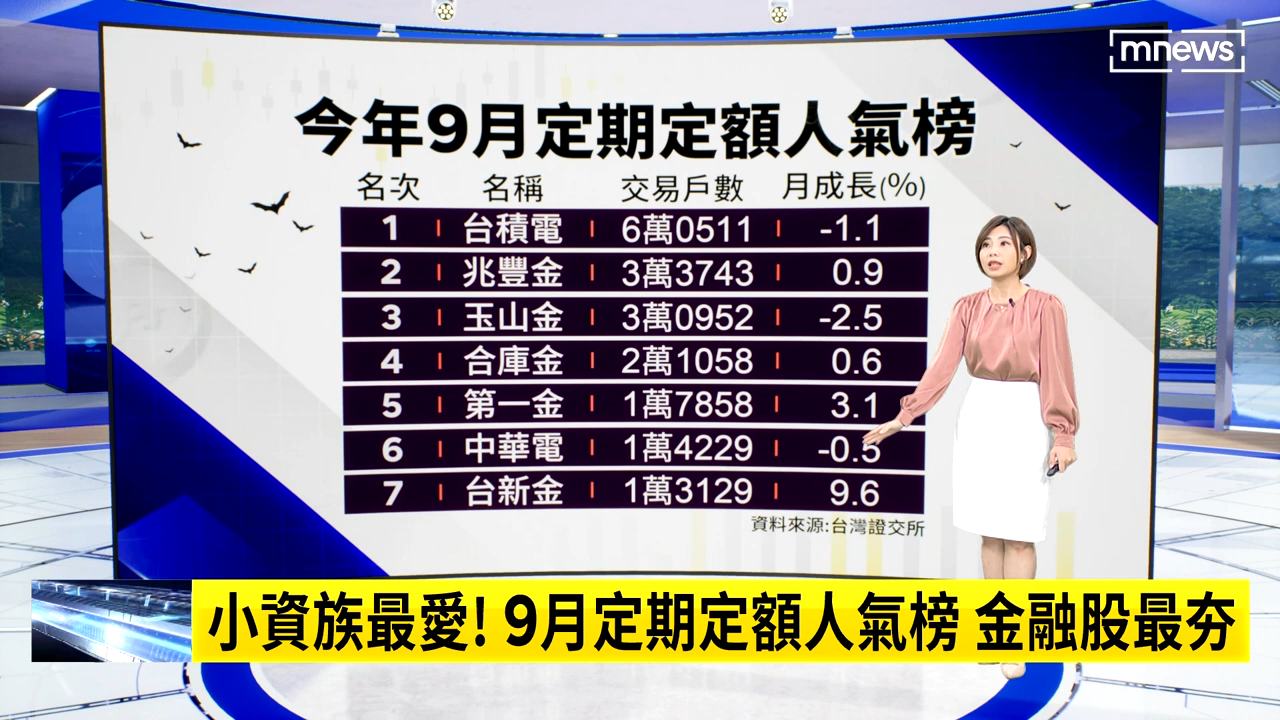 mnews
今年9月定期定額人氣榜
名次 名稱 交易戶數 月成長(%)
1 台積電 6萬0511 -1.1
2 兆豐金 3萬3743 0.9
3 玉山金 3萬0952 -2.5
4 合庫金 2萬1058 0.6
5 第一金 1萬7858 3.1
6 中華電 1萬4229 -0.5
7 台新金 1萬3129 9.6
資料來源:台灣證交所
小資族最愛! 9月定期定額人氣榜 金融股最夯